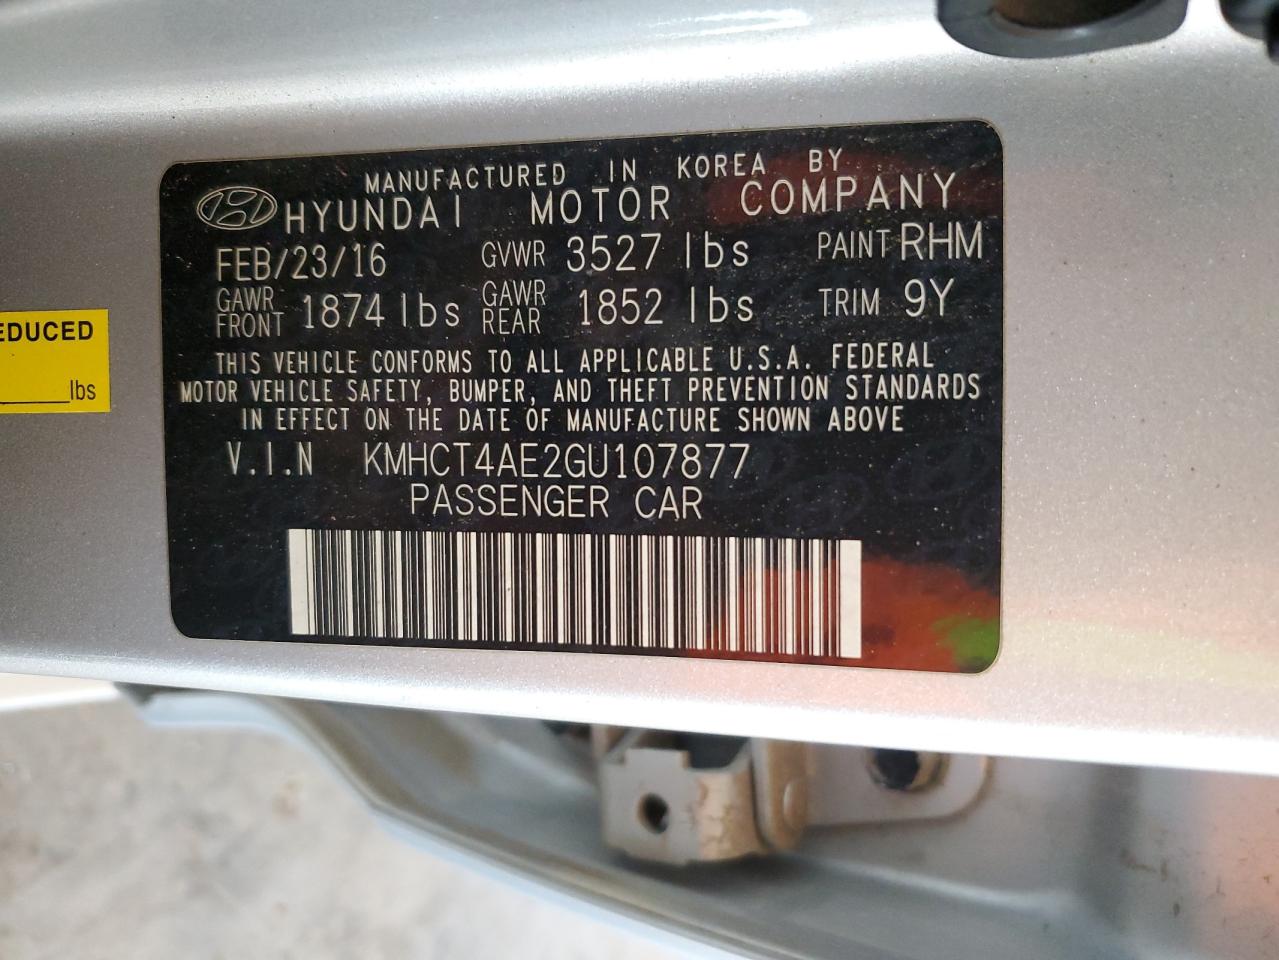 MANUFACTURED IN KOREA BY
HYUNDAI MOTOR COMPANY
FEB/23/16 GVWR 3527 lbs PAINT RHM
GAWR FRONT 1874 lbs GAWR REAR 1852 lbs TRIM 9Y
THIS VEHICLE CONFORMS TO ALL APPLICABLE U.S.A. FEDERAL
MOTOR VEHICLE SAFETY, BUMPER, AND THEFT PREVENTION STANDARDS
IN EFFECT ON THE DATE OF MANUFACTURE SHOWN ABOVE
V.I.N KMHCT4AE2GU107877
PASSENGER CAR
EDUCED
lbs